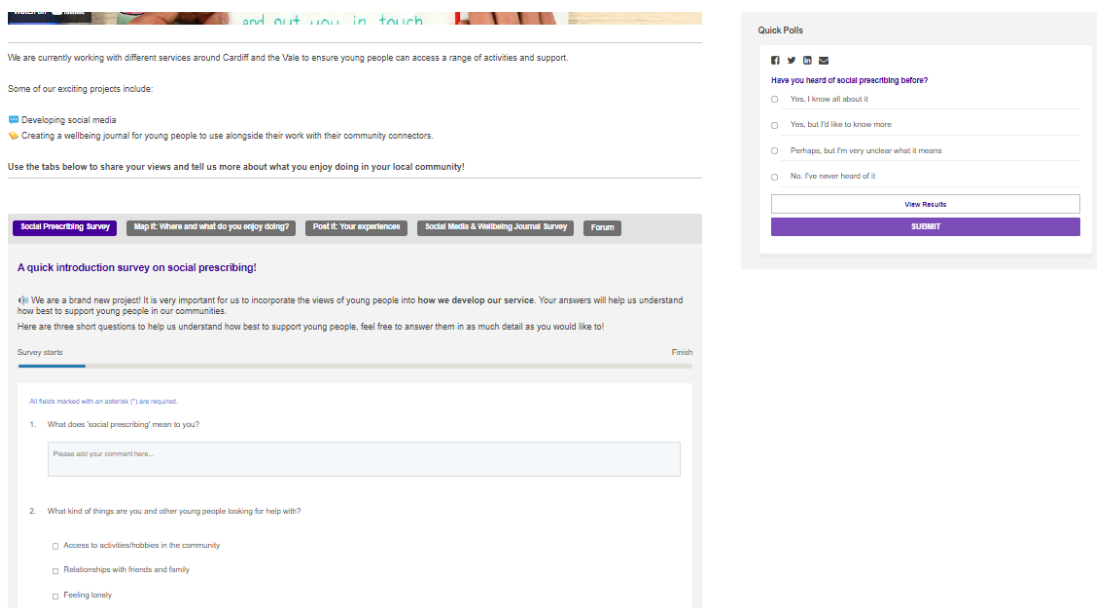 and put you in touch
We are currently working with different services around Cardiff and the Vale to ensure young people can access a range of activities and support.
Some of our exciting projects include:
Developing social media
Creating a wellbeing journal for young people to use alongside their work with their community connectors.
Use the tabs below to share your views and tell us more about what you enjoy doing in your local community!
Social Prescribing Survey
Map it: Where and what do you enjoy doing?
Post it: Your experiences
Social Media & Wellbeing Journal Survey
Forum
A quick introduction survey on social prescribing!
We are a brand new project! It is very important for us to incorporate the views of young people into how we develop our service. Your answers will help us understand
how best to support young people in our communities.
Here are three short questions to help us understand how best to support young people, feel free to answer them in as much detail as you would like to!
Survey starts
Finish
All fields marked with an asterisk (*) are required.
1. What does 'social prescribing' mean to you?
Please add your comment here...
2. What kind of things are you and other young people looking for help with?
Access to activities/hobbies in the community
Relationships with friends and family
Feeling lonely
Quick Polls
Have you heard of social prescribing before?
Yes, I know all about it
Yes, but I'd like to know more
Perhaps, but I'm very unclear what it means
No. I've never heard of it
View Results
SUBMIT